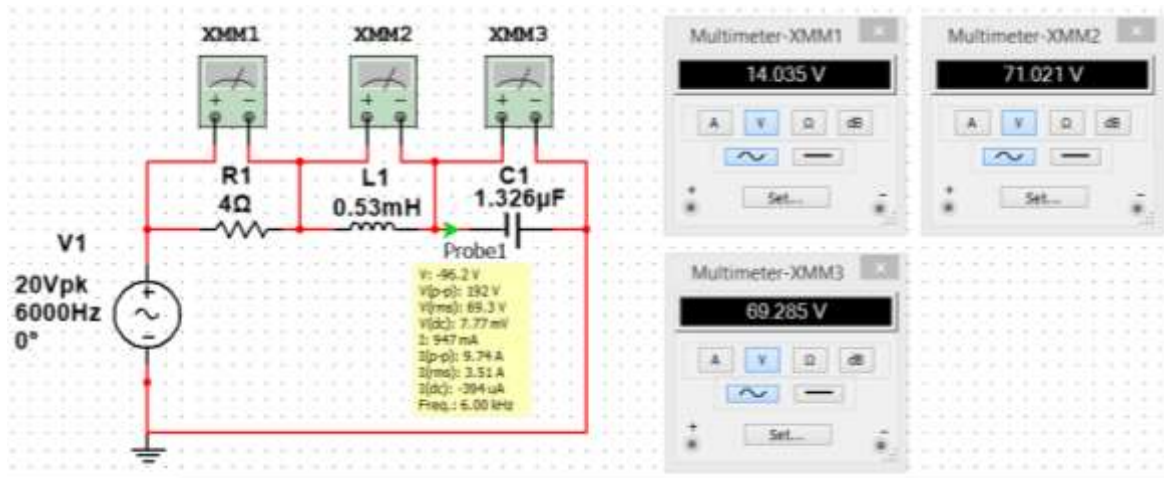 XMM1 XMM2 XMM3
R1
4Ω
L1
0.53mH
C1
1.326µF
V1
20Vpk
6000Hz
0°
Probe1
V: -96.2 V
V(p-p): 192 V
V(rms): 69.3 V
V(dc): 7.77 mV
I: 947 mA
I(p-p): 9.74 A
I(rms): 3.51 A
I(dc): -394 uA
Freq.: 6.00 kHz
Multimeter-XMM1
14.035 V
A V Ω dB
Set...
Multimeter-XMM2
71.021 V
A V Ω dB
Set...
Multimeter-XMM3
69.285 V
A V Ω dB
Set...